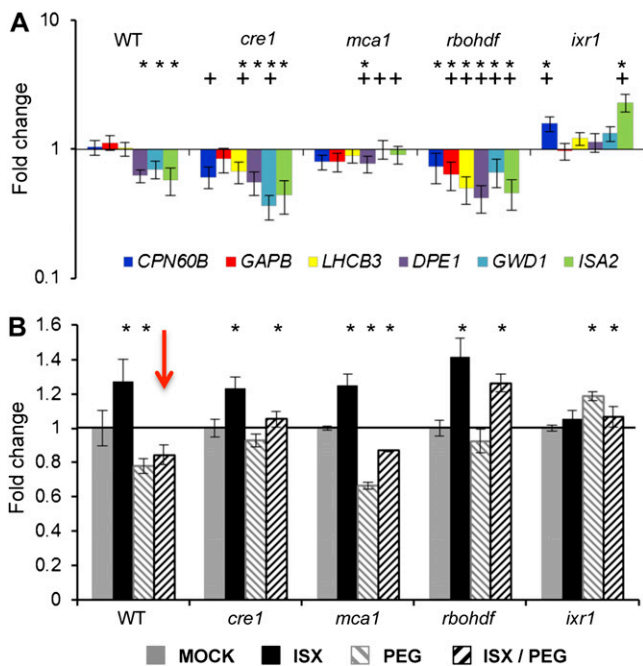 A
WT cre1 mca1 rbohdf ixr1
* * * * * * * * * * * * * * * *
+ + + + + + + + + + + + + +
10
1
0.1
Fold change
CPN60B GAPB LHCB3 DPE1 GWD1 ISA2
B
1.6
1.4
1.2
1
0.8
0.6
0.4
0.2
0
Fold change
* * * * * * * * * * *
WT cre1 mca1 rbohdf ixr1
MOCK ISX PEG ISX / PEG